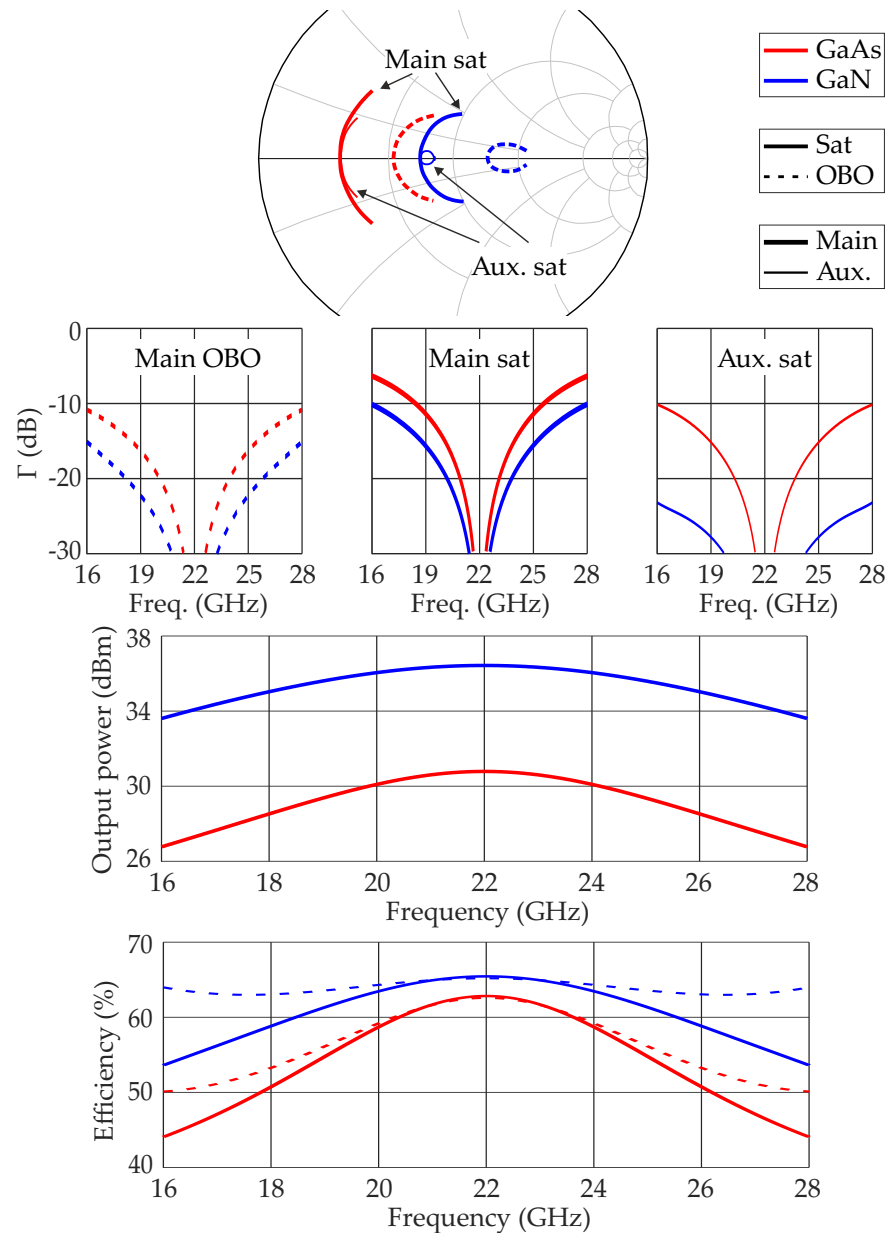 Main sat
Aux. sat
GaAs
GaN
Sat
OBO
Main
Aux.
Main OBO
Main sat
Aux. sat
0
-10
-20
-30
Γ (dB)
16 19 22 25 28
16 19 22 25 28
16 19 22 25 28
Freq. (GHz)
Freq. (GHz)
Freq. (GHz)
Output power (dBm)
38
34
30
26
16 18 20 22 24 26 28
Frequency (GHz)
Efficiency (%)
70
60
50
40
16 18 20 22 24 26 28
Frequency (GHz)